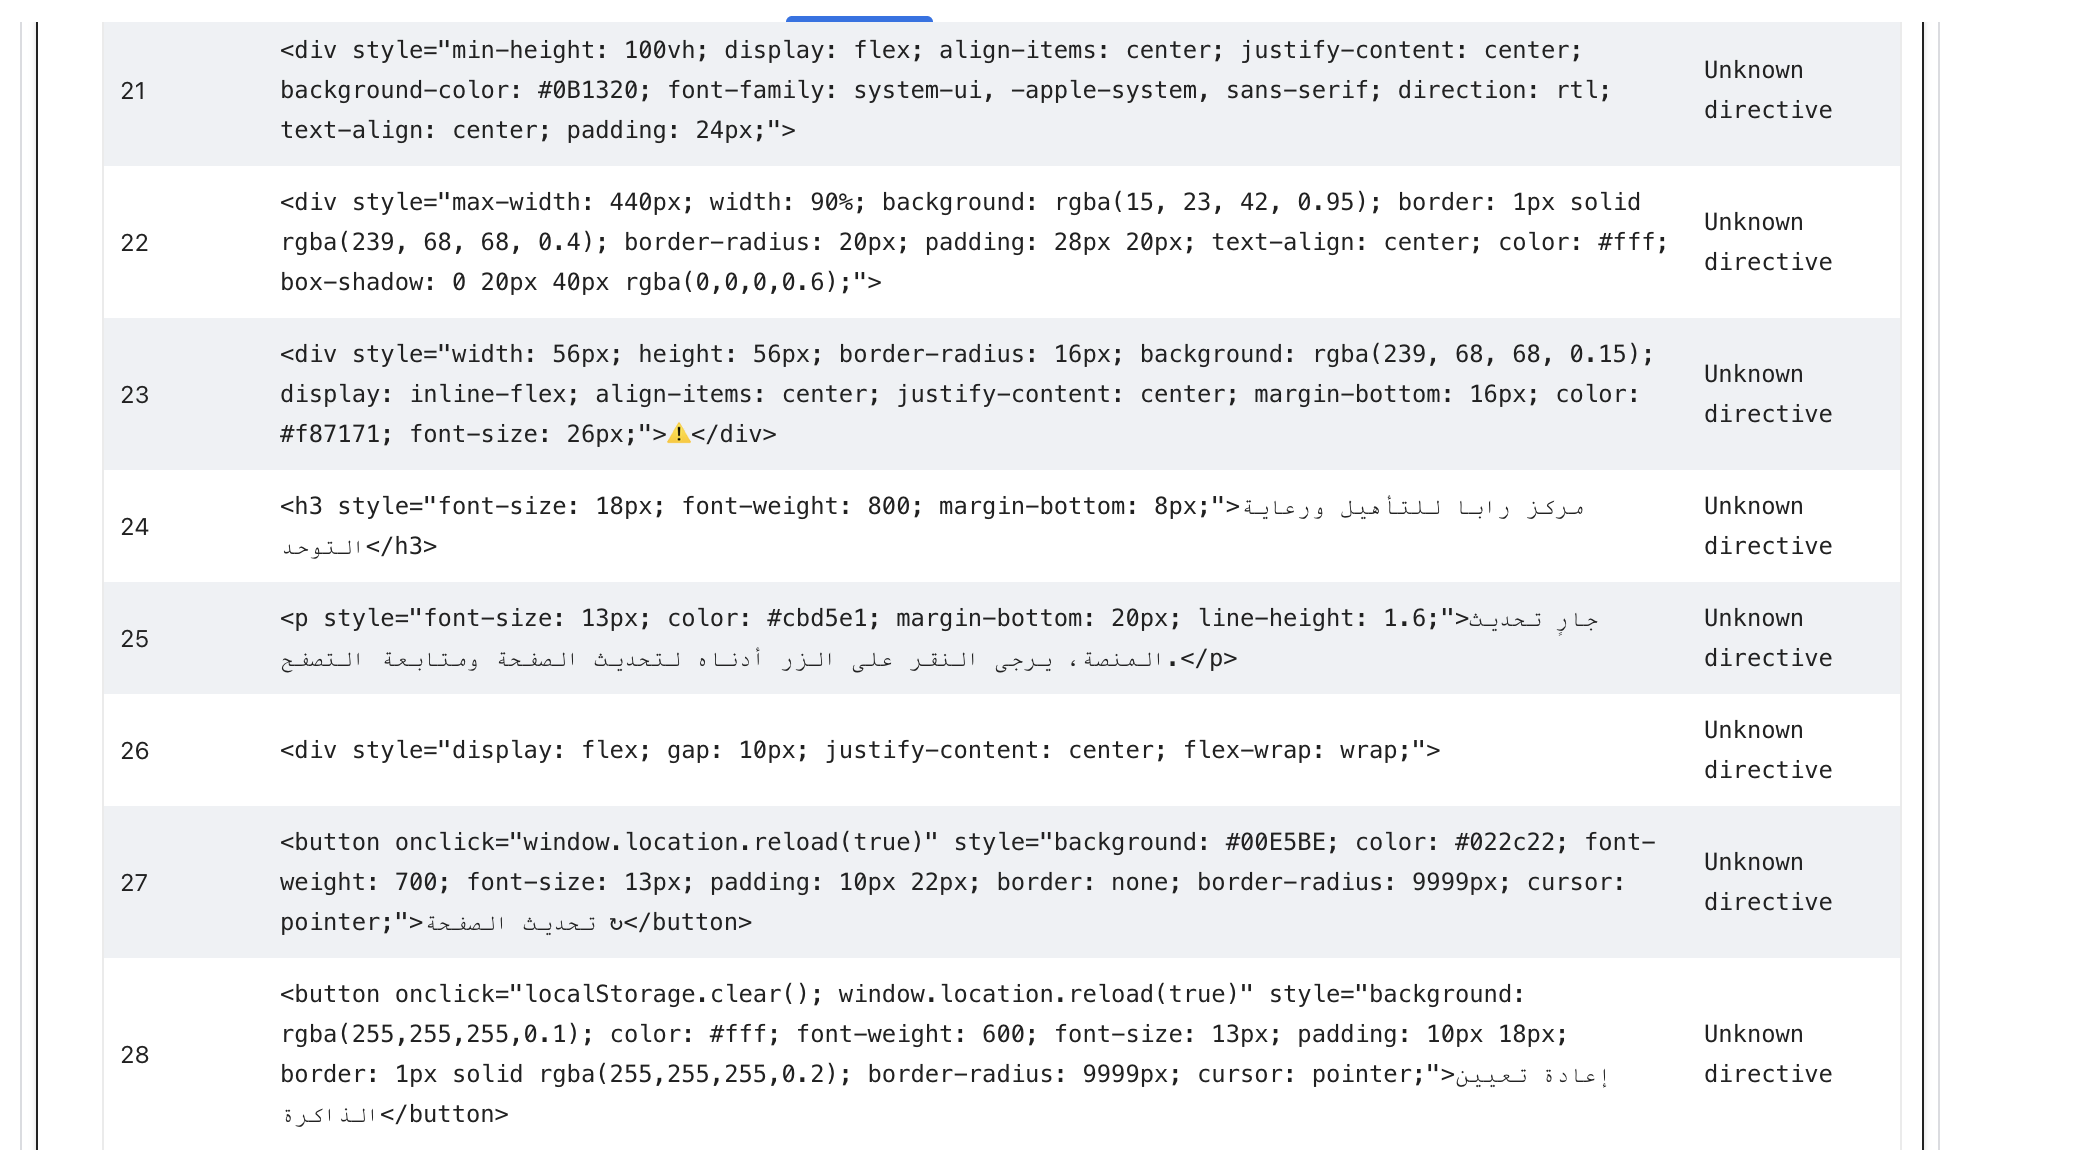 <div style="min-height: 100vh; display: flex; align-items: center; justify-content: center;
21
background-color: #0B1320; font-family: system-ui, -apple-system, sans-serif; direction: rtl;
text-align: center; padding: 24px;">
Unknown
directive
<div style="max-width: 440px; width: 90%; background: rgba(15, 23, 42, 0.95); border: 1px solid
22
rgba(239, 68, 68, 0.4); border-radius: 20px; padding: 28px 20px; text-align: center; color: #fff;
box-shadow: 0 20px 40px rgba(0,0,0,0.6);">
Unknown
directive
<div style="width: 56px; height: 56px; border-radius: 16px; background: rgba(239, 68, 68, 0.15);
23
display: inline-flex; align-items: center; justify-content: center; margin-bottom: 16px; color:
#f87171; font-size: 26px;">⚠️</div>
Unknown
directive
24
<h3 style="font-size: 18px; font-weight: 800; margin-bottom: 8px;">مركز رابا للتأهيل ورعاية
التوحد</h3>
Unknown
directive
25
<p style="font-size: 13px; color: #cbd5e1; margin-bottom: 20px; line-height: 1.6;">جارٍ تحديث
المنصة، يرجى النقر على الزر أدناه لتحديث الصفحة ومتابعة التصفح.</p>
Unknown
directive
26
<div style="display: flex; gap: 10px; justify-content: center; flex-wrap: wrap;">
Unknown
directive
<button onclick="window.location.reload(true)" style="background: #00E5BE; color: #022c22; font-
27
weight: 700; font-size: 13px; padding: 10px 22px; border: none; border-radius: 9999px; cursor:
pointer;">تحديث الصفحة ↻</button>
Unknown
directive
<button onclick="localStorage.clear(); window.location.reload(true)" style="background:
rgba(255,255,255,0.1); color: #fff; font-weight: 600; font-size: 13px; padding: 10px 18px;
28
border: 1px solid rgba(255,255,255,0.2); border-radius: 9999px; cursor: pointer;">إعادة تعيين
الذاكرة</button>
Unknown
directive